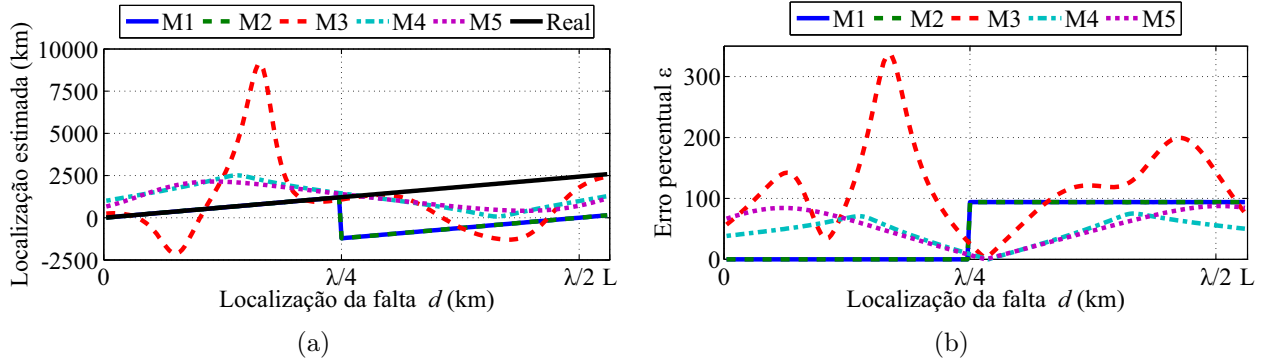 M1 M2 M3 M4 M5 Real
Localização estimada (km)
10000
7500
5000
2500
0
-2500
0 λ/4 λ/2 L
Localização da falta d (km)
(a)
M1 M2 M3 M4 M5
Erro percentual ε
300
200
100
0
0 λ/4 λ/2 L
Localização da falta d (km)
(b)